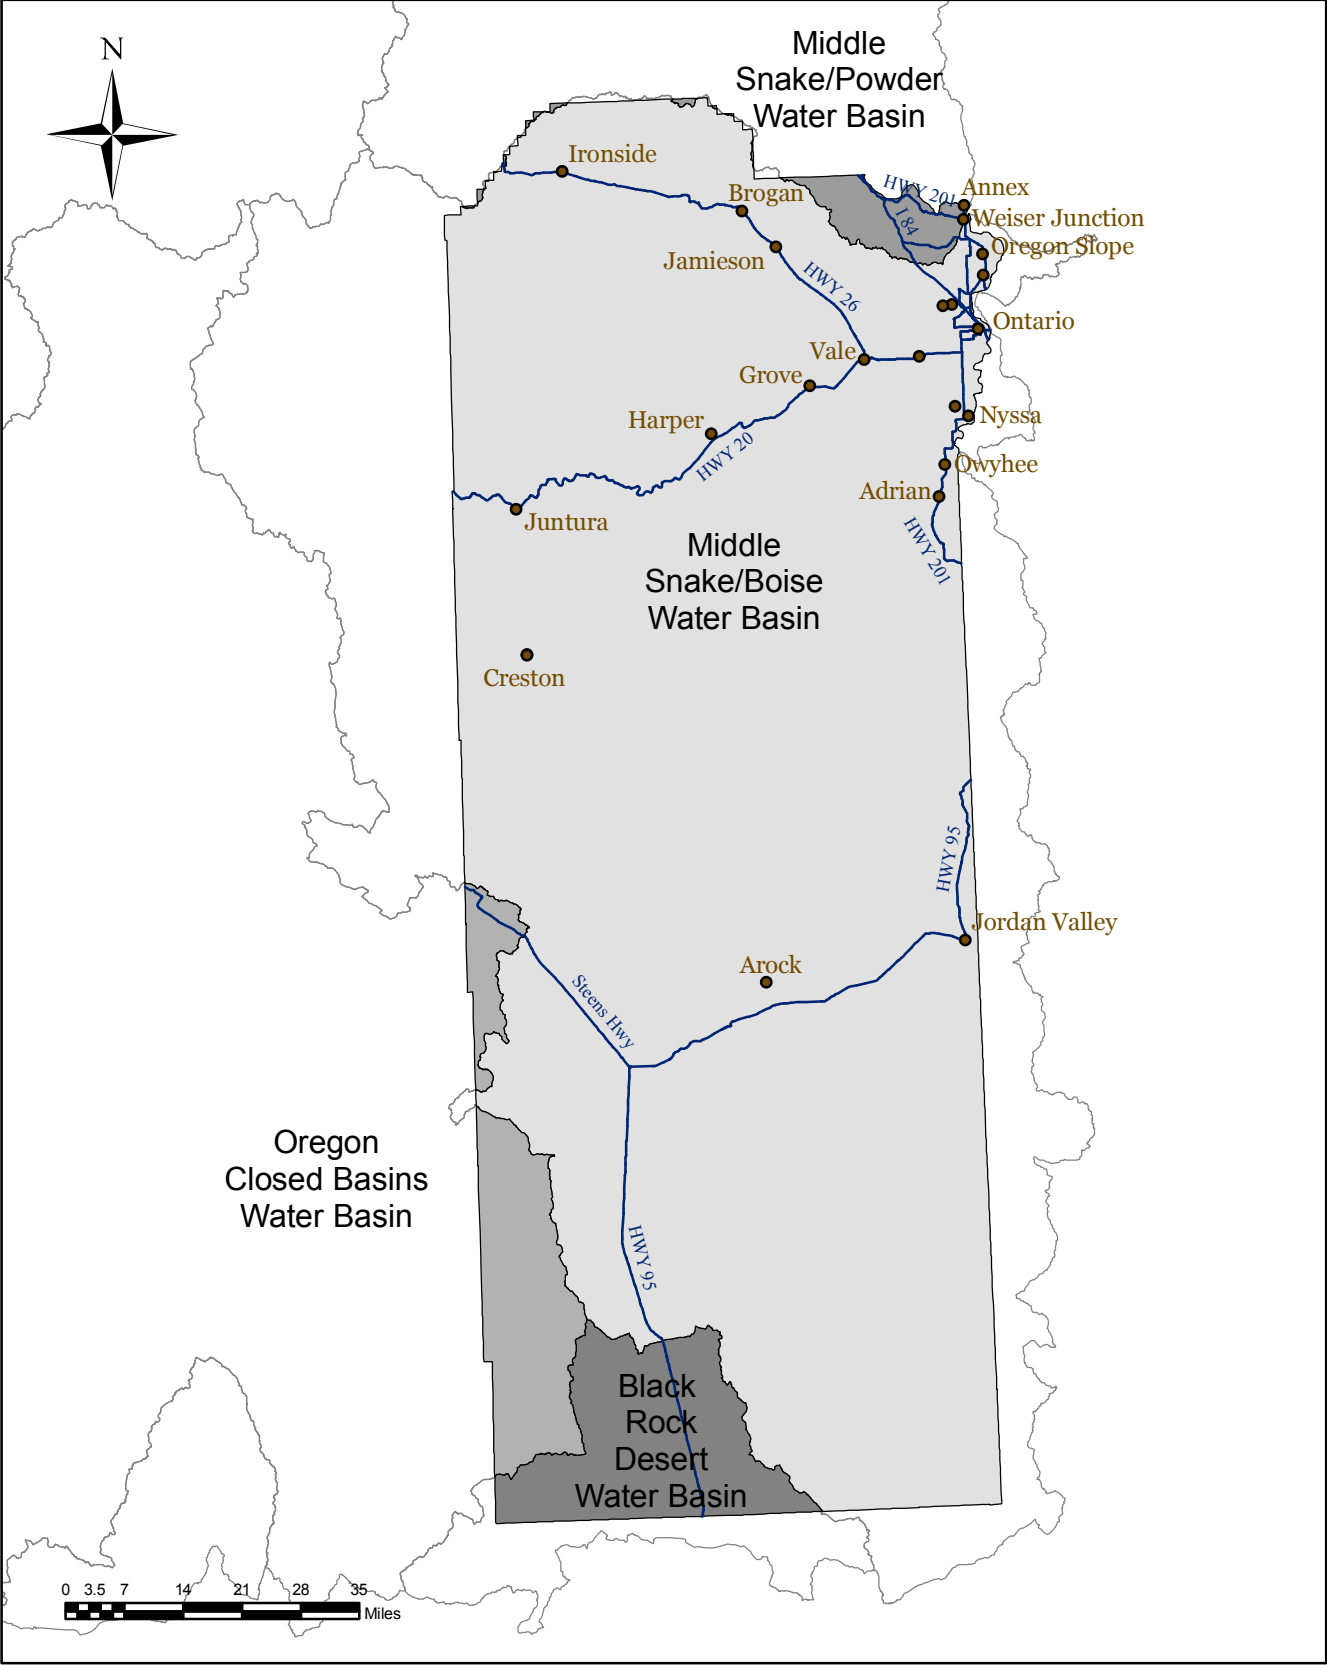 Middle
Snake/Powder
Water Basin
N
Ironside
HWY 201
Annex
Brogan
I 84
Weiser Junction
Oregon Slope
Jamieson
HWY 26
Ontario
Vale
Grove
Harper
Nyssa
HWY 20
Owyhee
Adrian
Juntura
HWY 201
Middle
Snake/Boise
Water Basin
Creston
HWY 95
Jordan Valley
Arock
Steens Hwy
Oregon
Closed Basins
Water Basin
HWY 95
Black
Rock
Desert
Water Basin
0 3.5 7 14 21 28 35
Miles